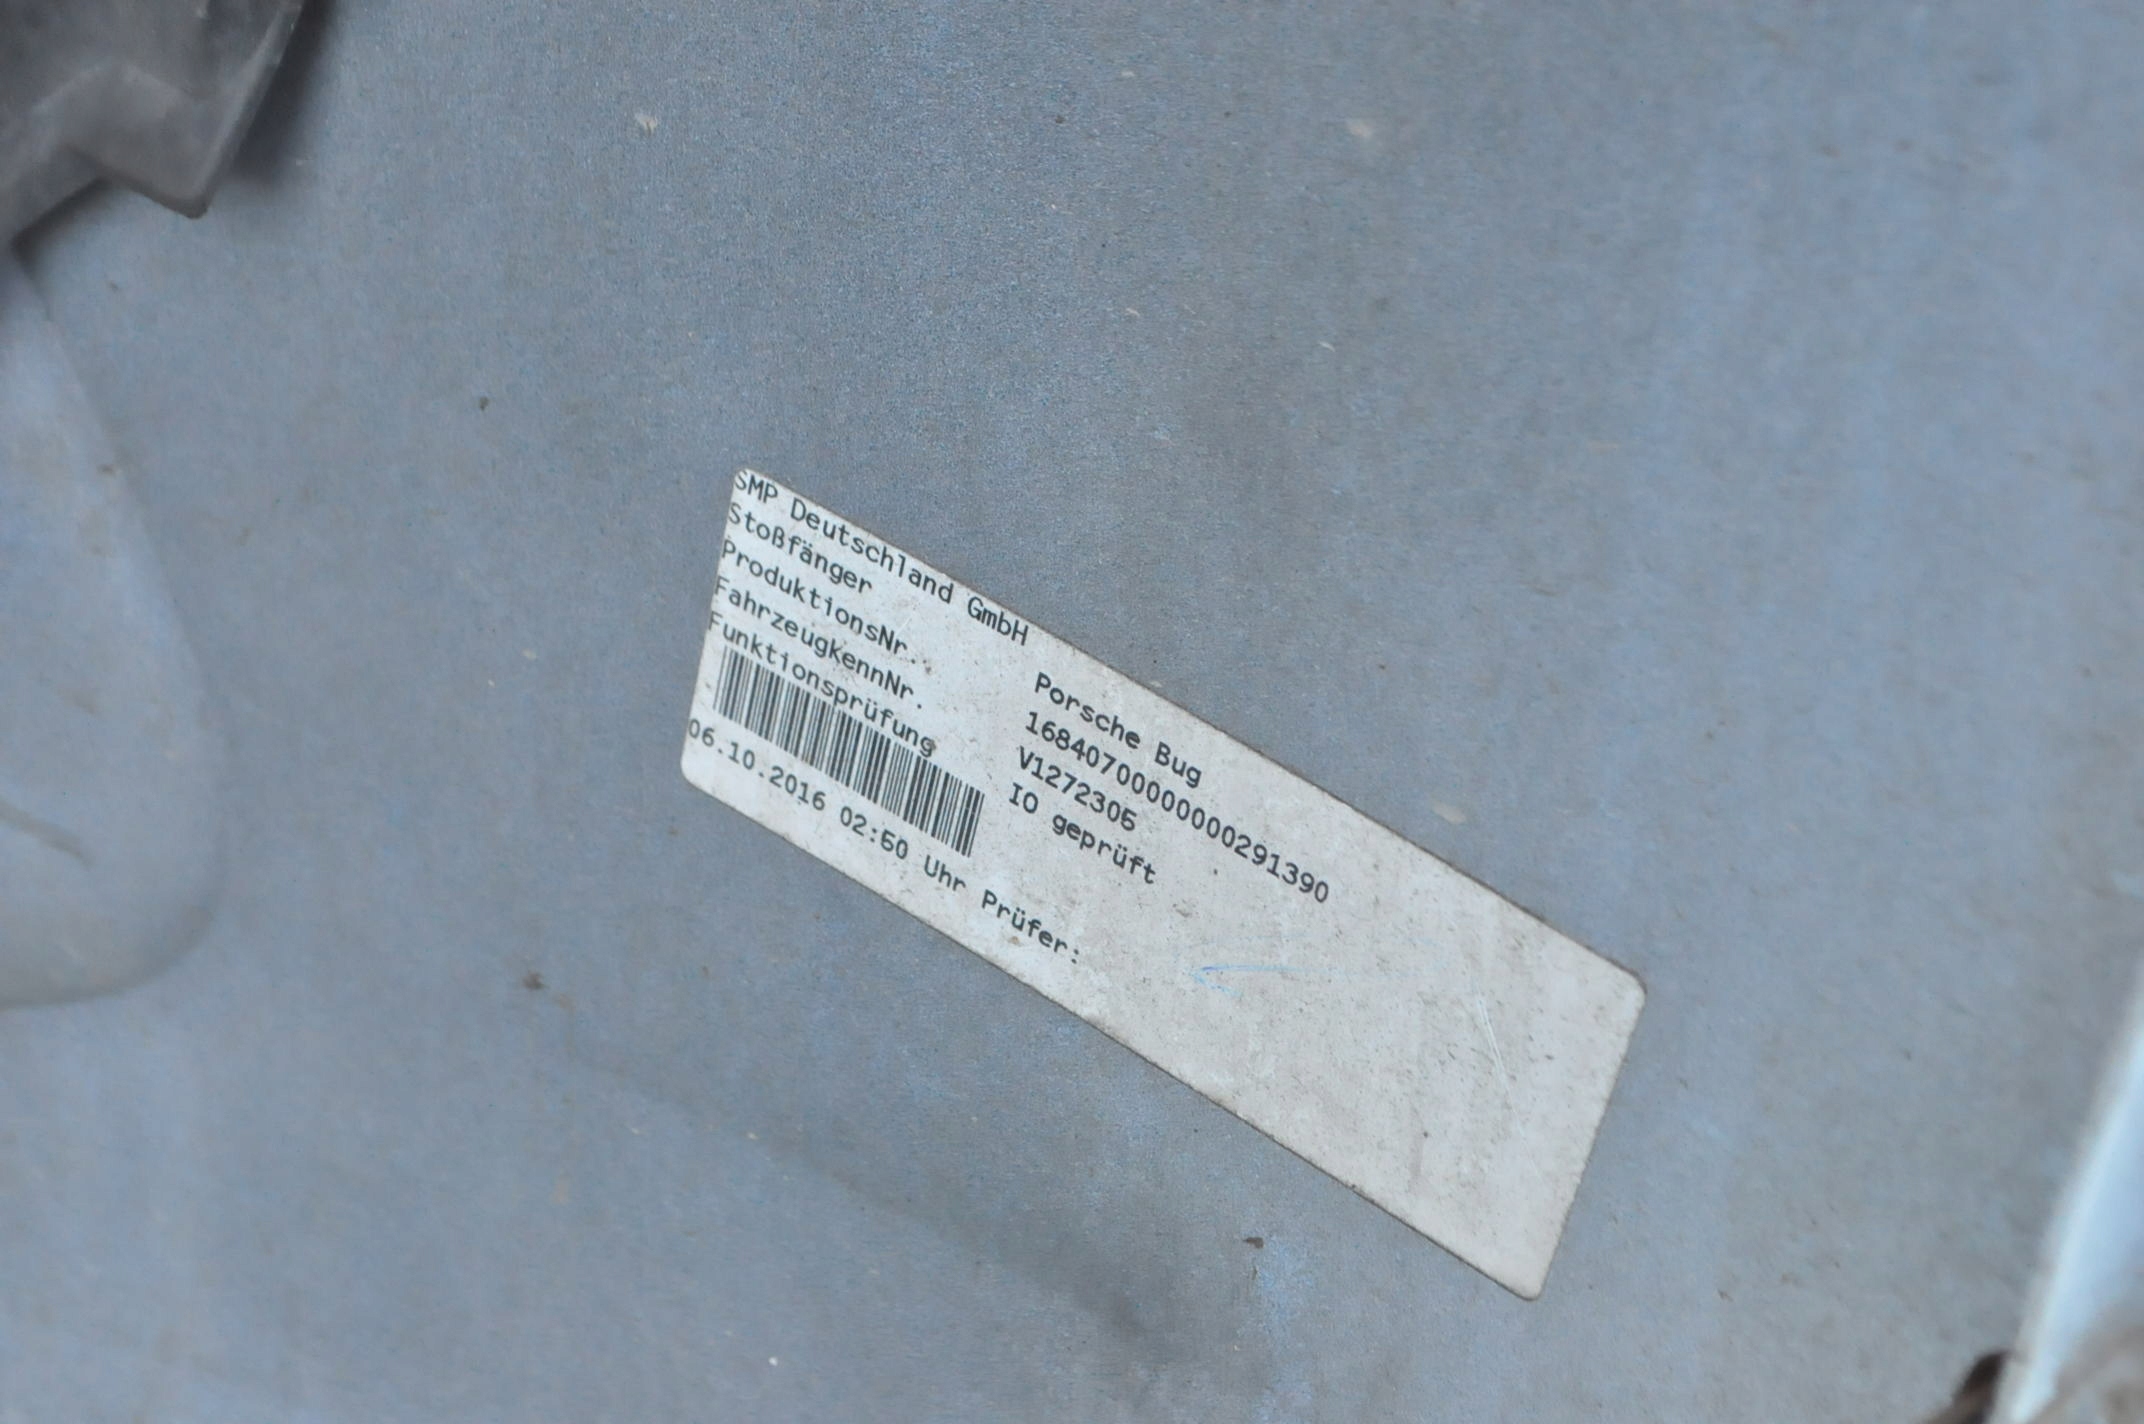 SMP Deutschland GmbH
Stoßfänger Porsche Bug
ProduktionsNr. 1684070000000291390
FahrzeugkennNr. V1272305
Funktionsprüfung IO geprüft
06.10.2016 02:50 Uhr Prüfer: